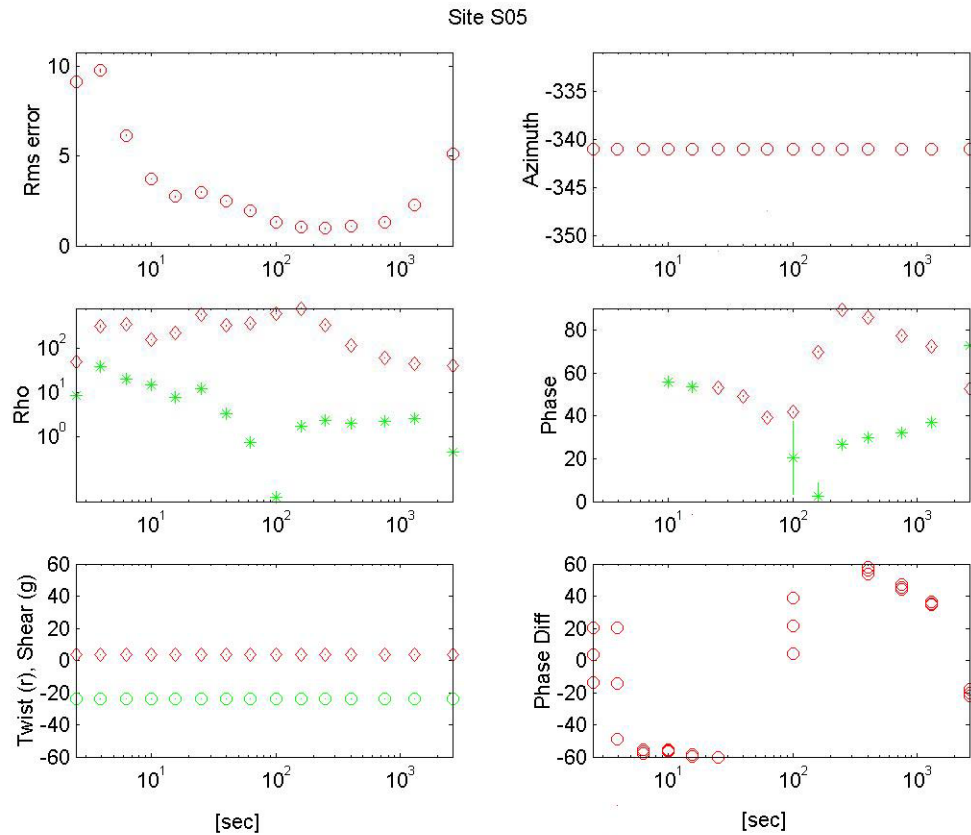 Site S05
Rms error
10
5
0
10^1 10^2 10^3
Azimuth
-335
-340
-345
-350
10^1 10^2 10^3
Rho
10^2
10^1
10^0
10^1 10^2 10^3
Phase
80
60
40
20
0
10^1 10^2 10^3
Twist (r), Shear (g)
60
40
20
0
-20
-40
-60
10^1 10^2 10^3
[sec]
Phase Diff
60
40
20
0
-20
-40
-60
10^1 10^2 10^3
[sec]